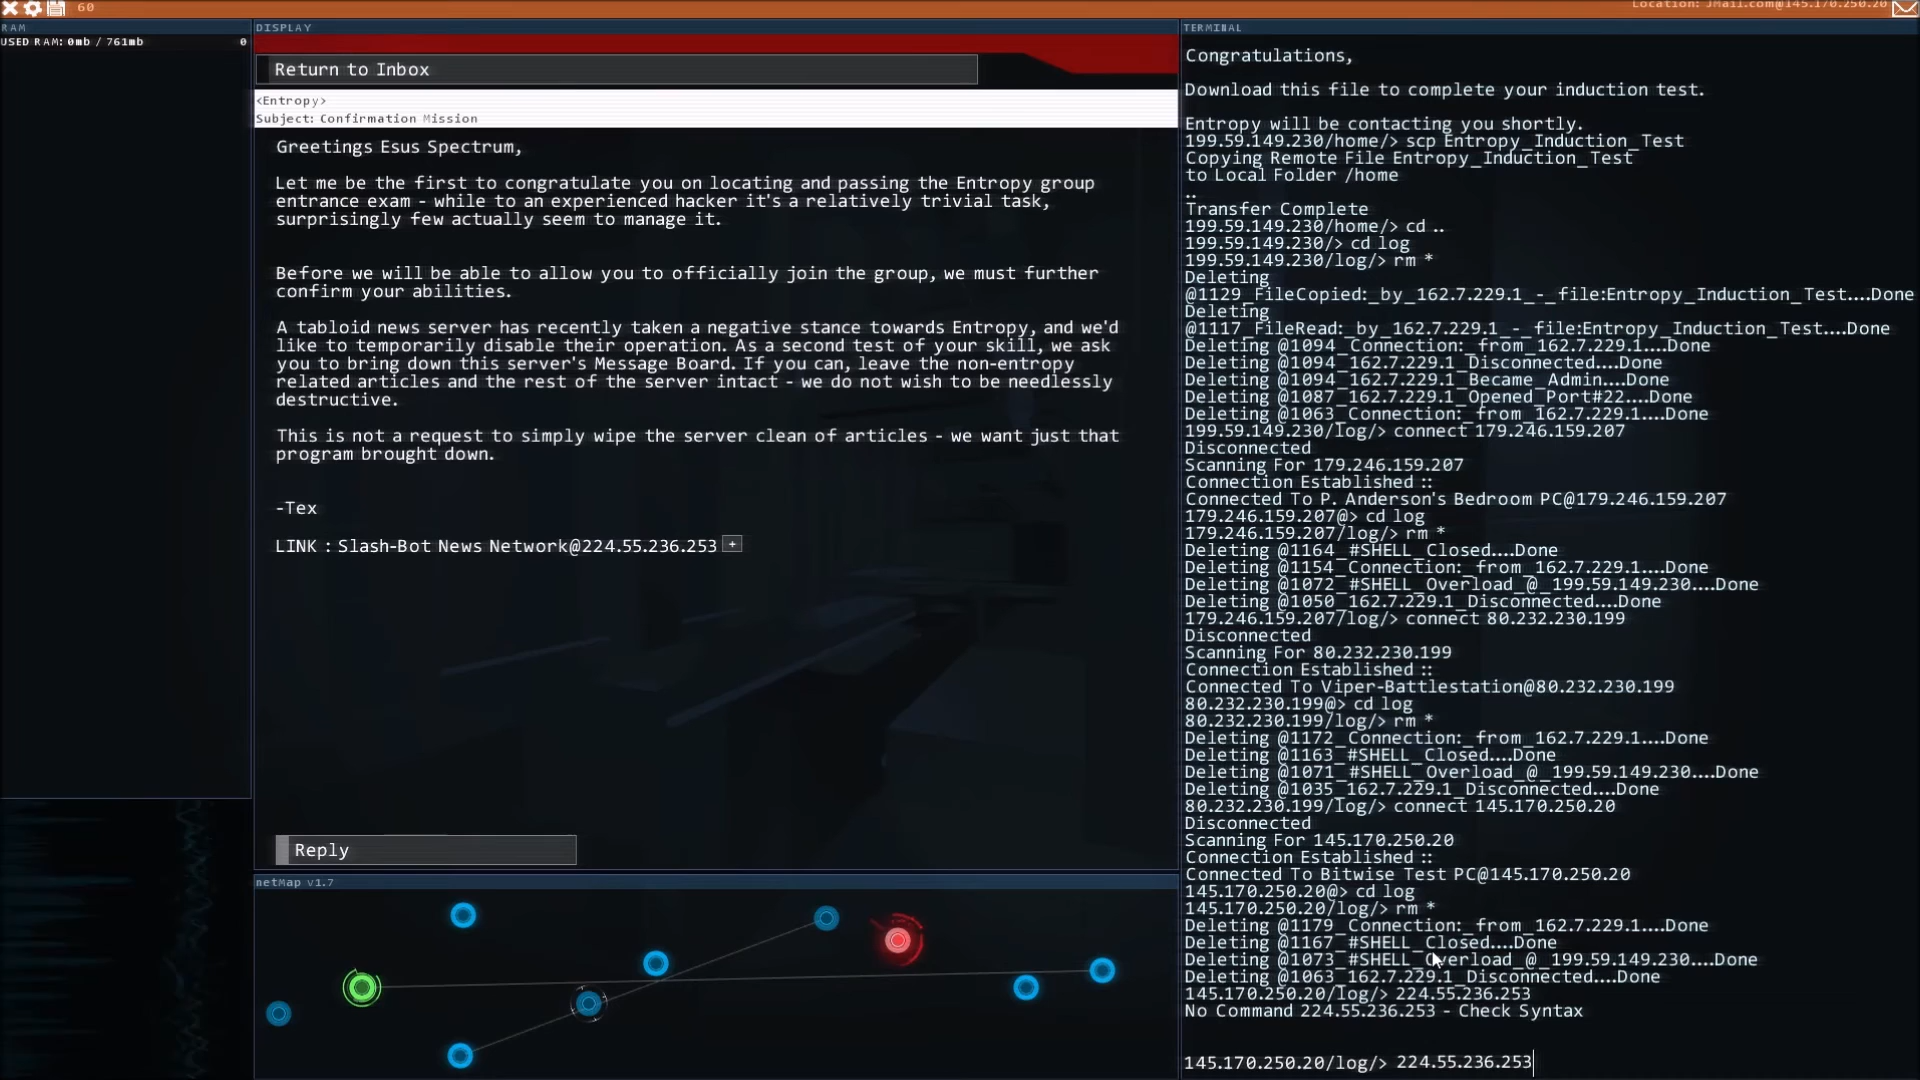 60
Location: JMail.com@145.170.250.20
RAM
USED RAM: 0mb / 761mb
0
DISPLAY
Return to Inbox
<Entropy>
Subject: Confirmation Mission
Greetings Esus Spectrum,
Let me be the first to congratulate you on locating and passing the Entropy group
entrance exam - while to an experienced hacker it's a relatively trivial task,
surprisingly few actually seem to manage it.
Before we will be able to allow you to officially join the group, we must further
confirm your abilities.
A tabloid news server has recently taken a negative stance towards Entropy, and we'd
like to temporarily disable their operation. As a second test of your skill, we ask
you to bring down this server's Message Board. If you can, leave the non-entropy
related articles and the rest of the server intact - we do not wish to be needlessly
destructive.
This is not a request to simply wipe the server clean of articles - we want just that
program brought down.
-Tex
LINK : Slash-Bot News Network@224.55.236.253 +
Reply
netMap v1.7
TERMINAL
Congratulations,
Download this file to complete your induction test.
Entropy will be contacting you shortly.
199.59.149.230/home/> scp Entropy_Induction_Test
Copying Remote File Entropy_Induction_Test
to Local Folder /home
..
Transfer Complete
199.59.149.230/home/> cd ..
199.59.149.230/> cd log
199.59.149.230/log/> rm *
Deleting
@1129_FileCopied:_by_162.7.229.1_-_file:Entropy_Induction_Test....Done
Deleting
@1117_FileRead:_by_162.7.229.1_-_file:Entropy_Induction_Test....Done
Deleting @1094_Connection:_from_162.7.229.1....Done
Deleting @1094_162.7.229.1_Disconnected....Done
Deleting @1094_162.7.229.1_Became_Admin....Done
Deleting @1087_162.7.229.1_Opened_Port#22....Done
Deleting @1063_Connection:_from_162.7.229.1....Done
199.59.149.230/log/> connect 179.246.159.207
Disconnected
Scanning For 179.246.159.207
Connection Established ::
Connected To P. Anderson's Bedroom PC@179.246.159.207
179.246.159.207@> cd log
179.246.159.207/log/> rm *
Deleting @1164_#SHELL_Closed....Done
Deleting @1154_Connection:_from_162.7.229.1....Done
Deleting @1072_#SHELL_Overload_@_199.59.149.230....Done
Deleting @1050_162.7.229.1_Disconnected....Done
179.246.159.207/log/> connect 80.232.230.199
Disconnected
Scanning For 80.232.230.199
Connection Established ::
Connected To Viper-Battlestation@80.232.230.199
80.232.230.199@> cd log
80.232.230.199/log/> rm *
Deleting @1172_Connection:_from_162.7.229.1....Done
Deleting @1163_#SHELL_Closed....Done
Deleting @1071_#SHELL_Overload_@_199.59.149.230....Done
Deleting @1035_162.7.229.1_Disconnected....Done
80.232.230.199/log/> connect 145.170.250.20
Disconnected
Scanning For 145.170.250.20
Connection Established ::
Connected To Bitwise Test PC@145.170.250.20
145.170.250.20@> cd log
145.170.250.20/log/> rm *
Deleting @1179_Connection:_from_162.7.229.1....Done
Deleting @1167_#SHELL_Closed....Done
Deleting @1073_#SHELL_Overload_@_199.59.149.230....Done
Deleting @1063_162.7.229.1_Disconnected....Done
145.170.250.20/log/> 224.55.236.253
No Command 224.55.236.253 - Check Syntax
145.170.250.20/log/> 224.55.236.253